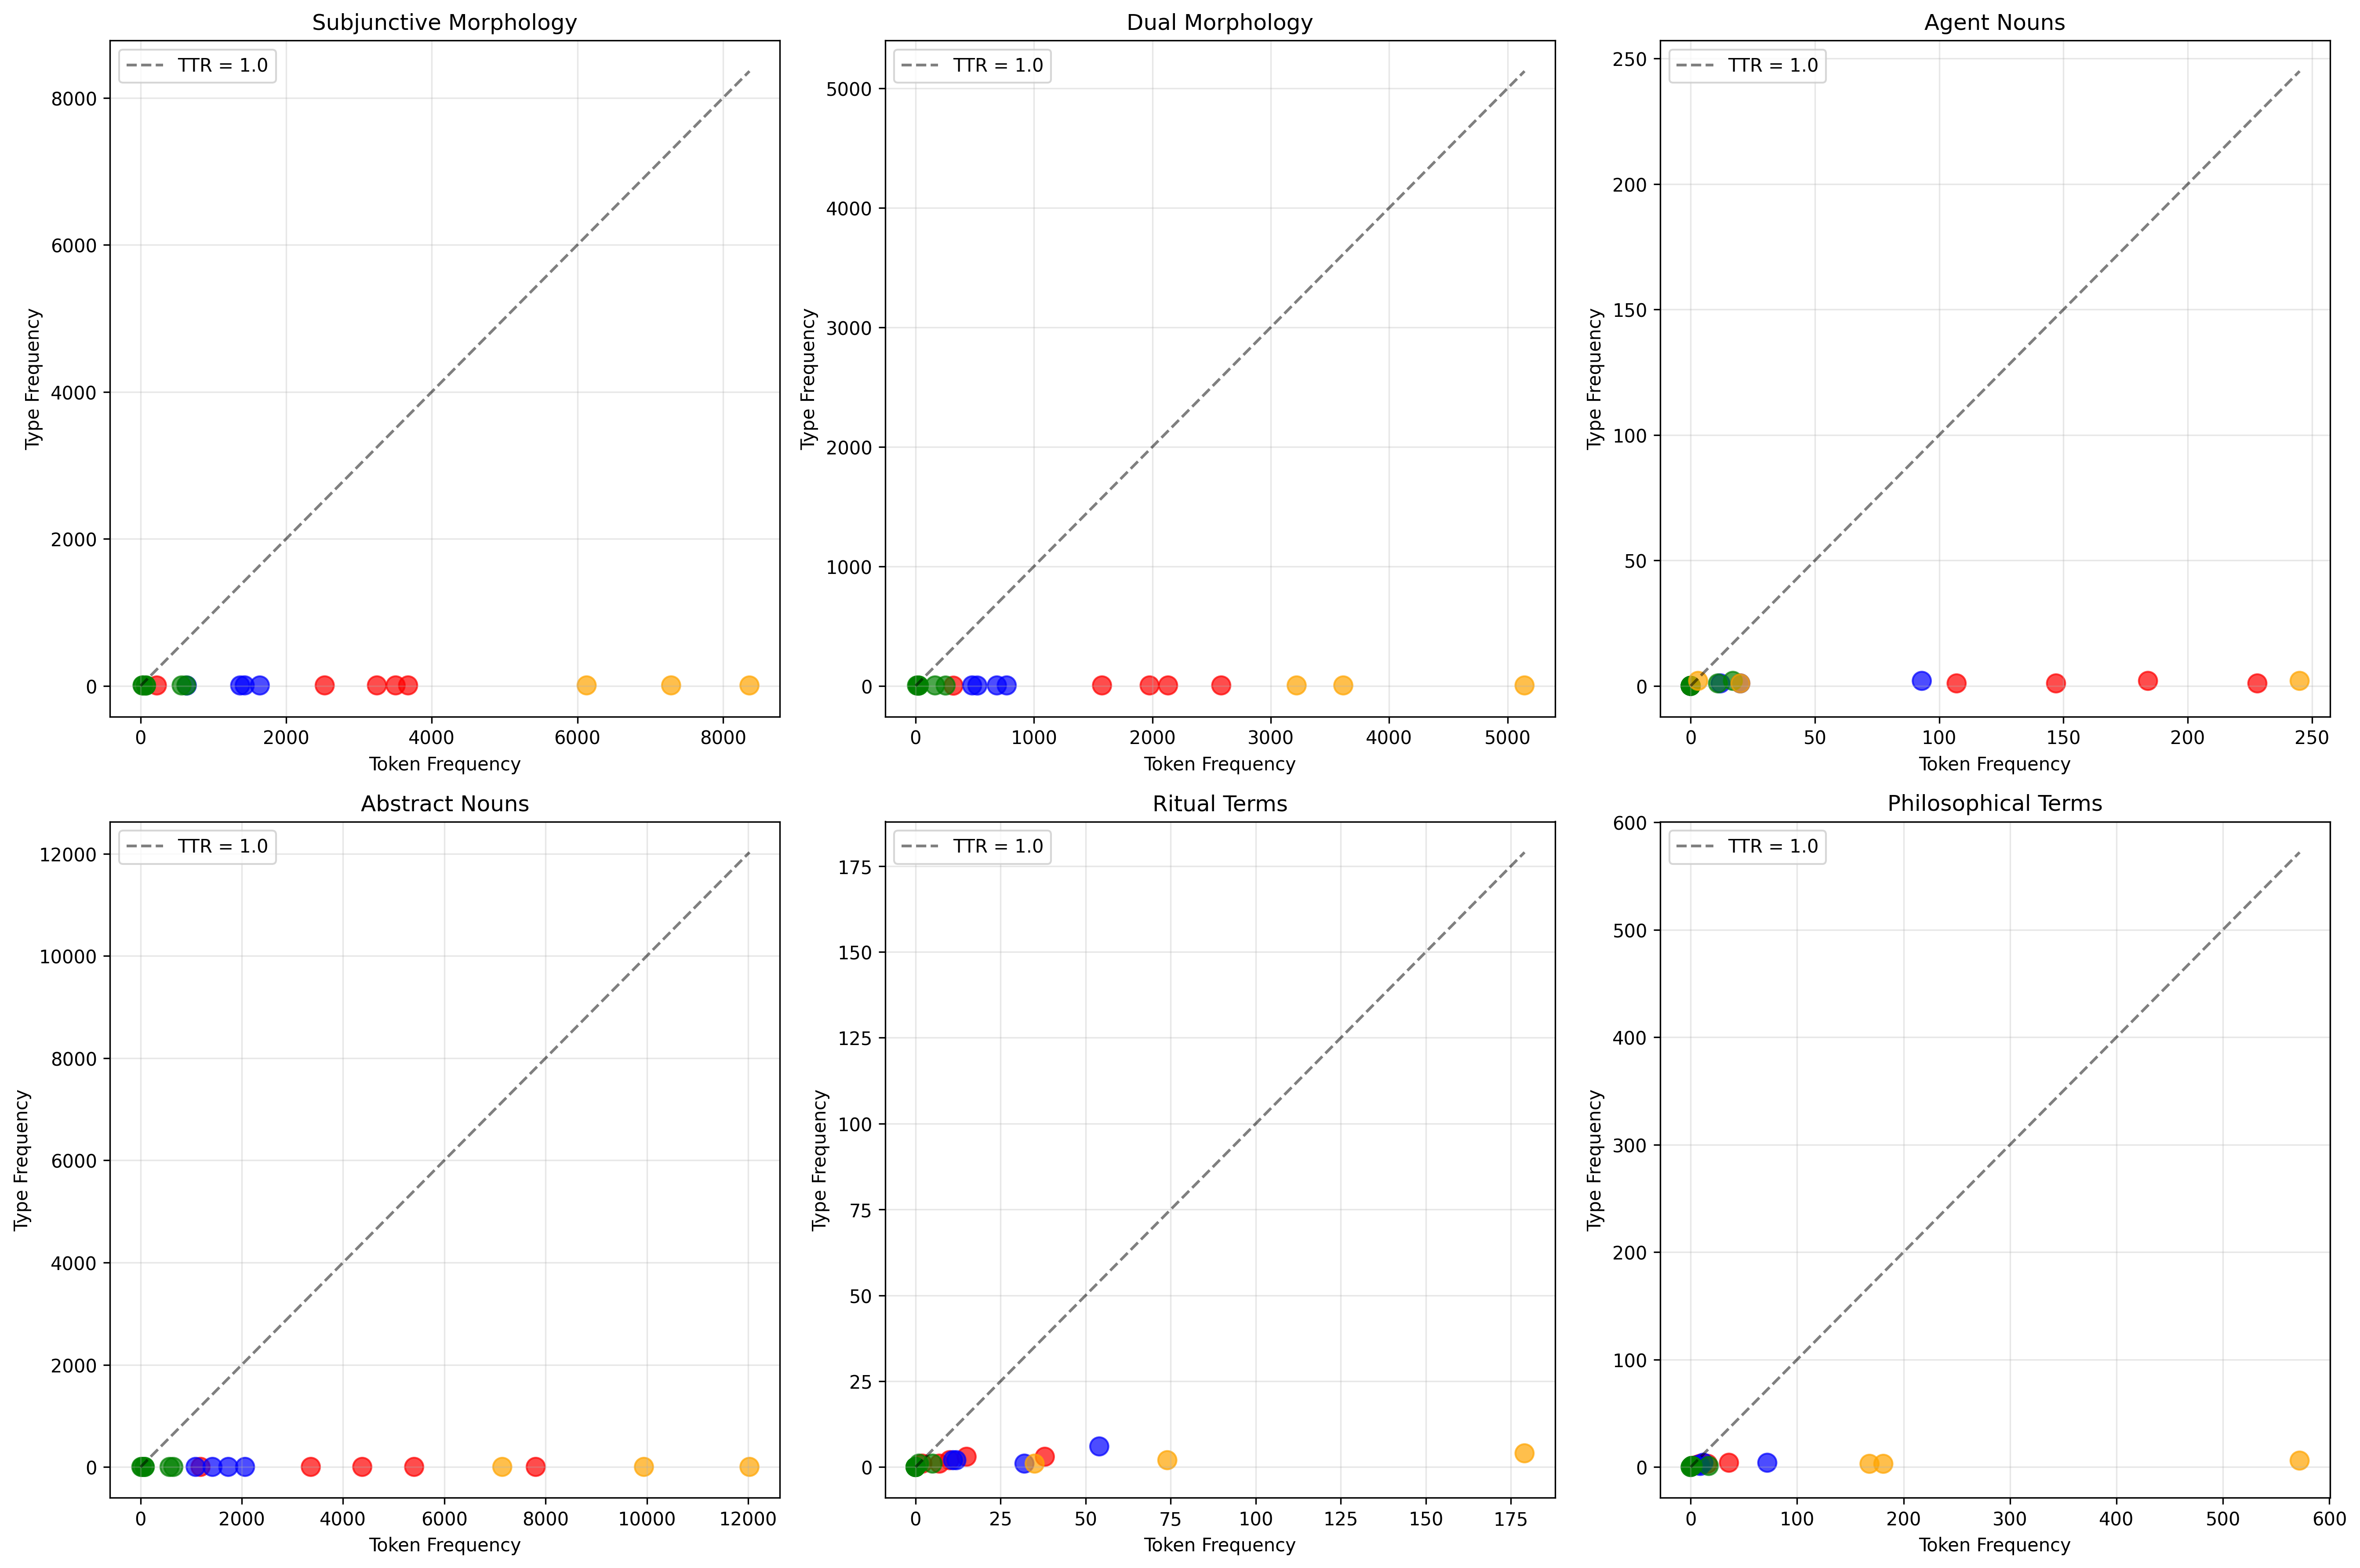 Subjunctive Morphology
TTR = 1.0
8000
6000
4000
2000
0
Type Frequency
0 2000 4000 6000 8000
Token Frequency
Dual Morphology
TTR = 1.0
5000
4000
3000
2000
1000
0
Type Frequency
0 1000 2000 3000 4000 5000
Token Frequency
Agent Nouns
TTR = 1.0
250
200
150
100
50
0
Type Frequency
0 50 100 150 200 250
Token Frequency
Abstract Nouns
TTR = 1.0
12000
10000
8000
6000
4000
2000
0
Type Frequency
0 2000 4000 6000 8000 10000 12000
Token Frequency
Ritual Terms
TTR = 1.0
175
150
125
100
75
50
25
0
Type Frequency
0 25 50 75 100 125 150 175
Token Frequency
Philosophical Terms
TTR = 1.0
600
500
400
300
200
100
0
Type Frequency
0 100 200 300 400 500 600
Token Frequency